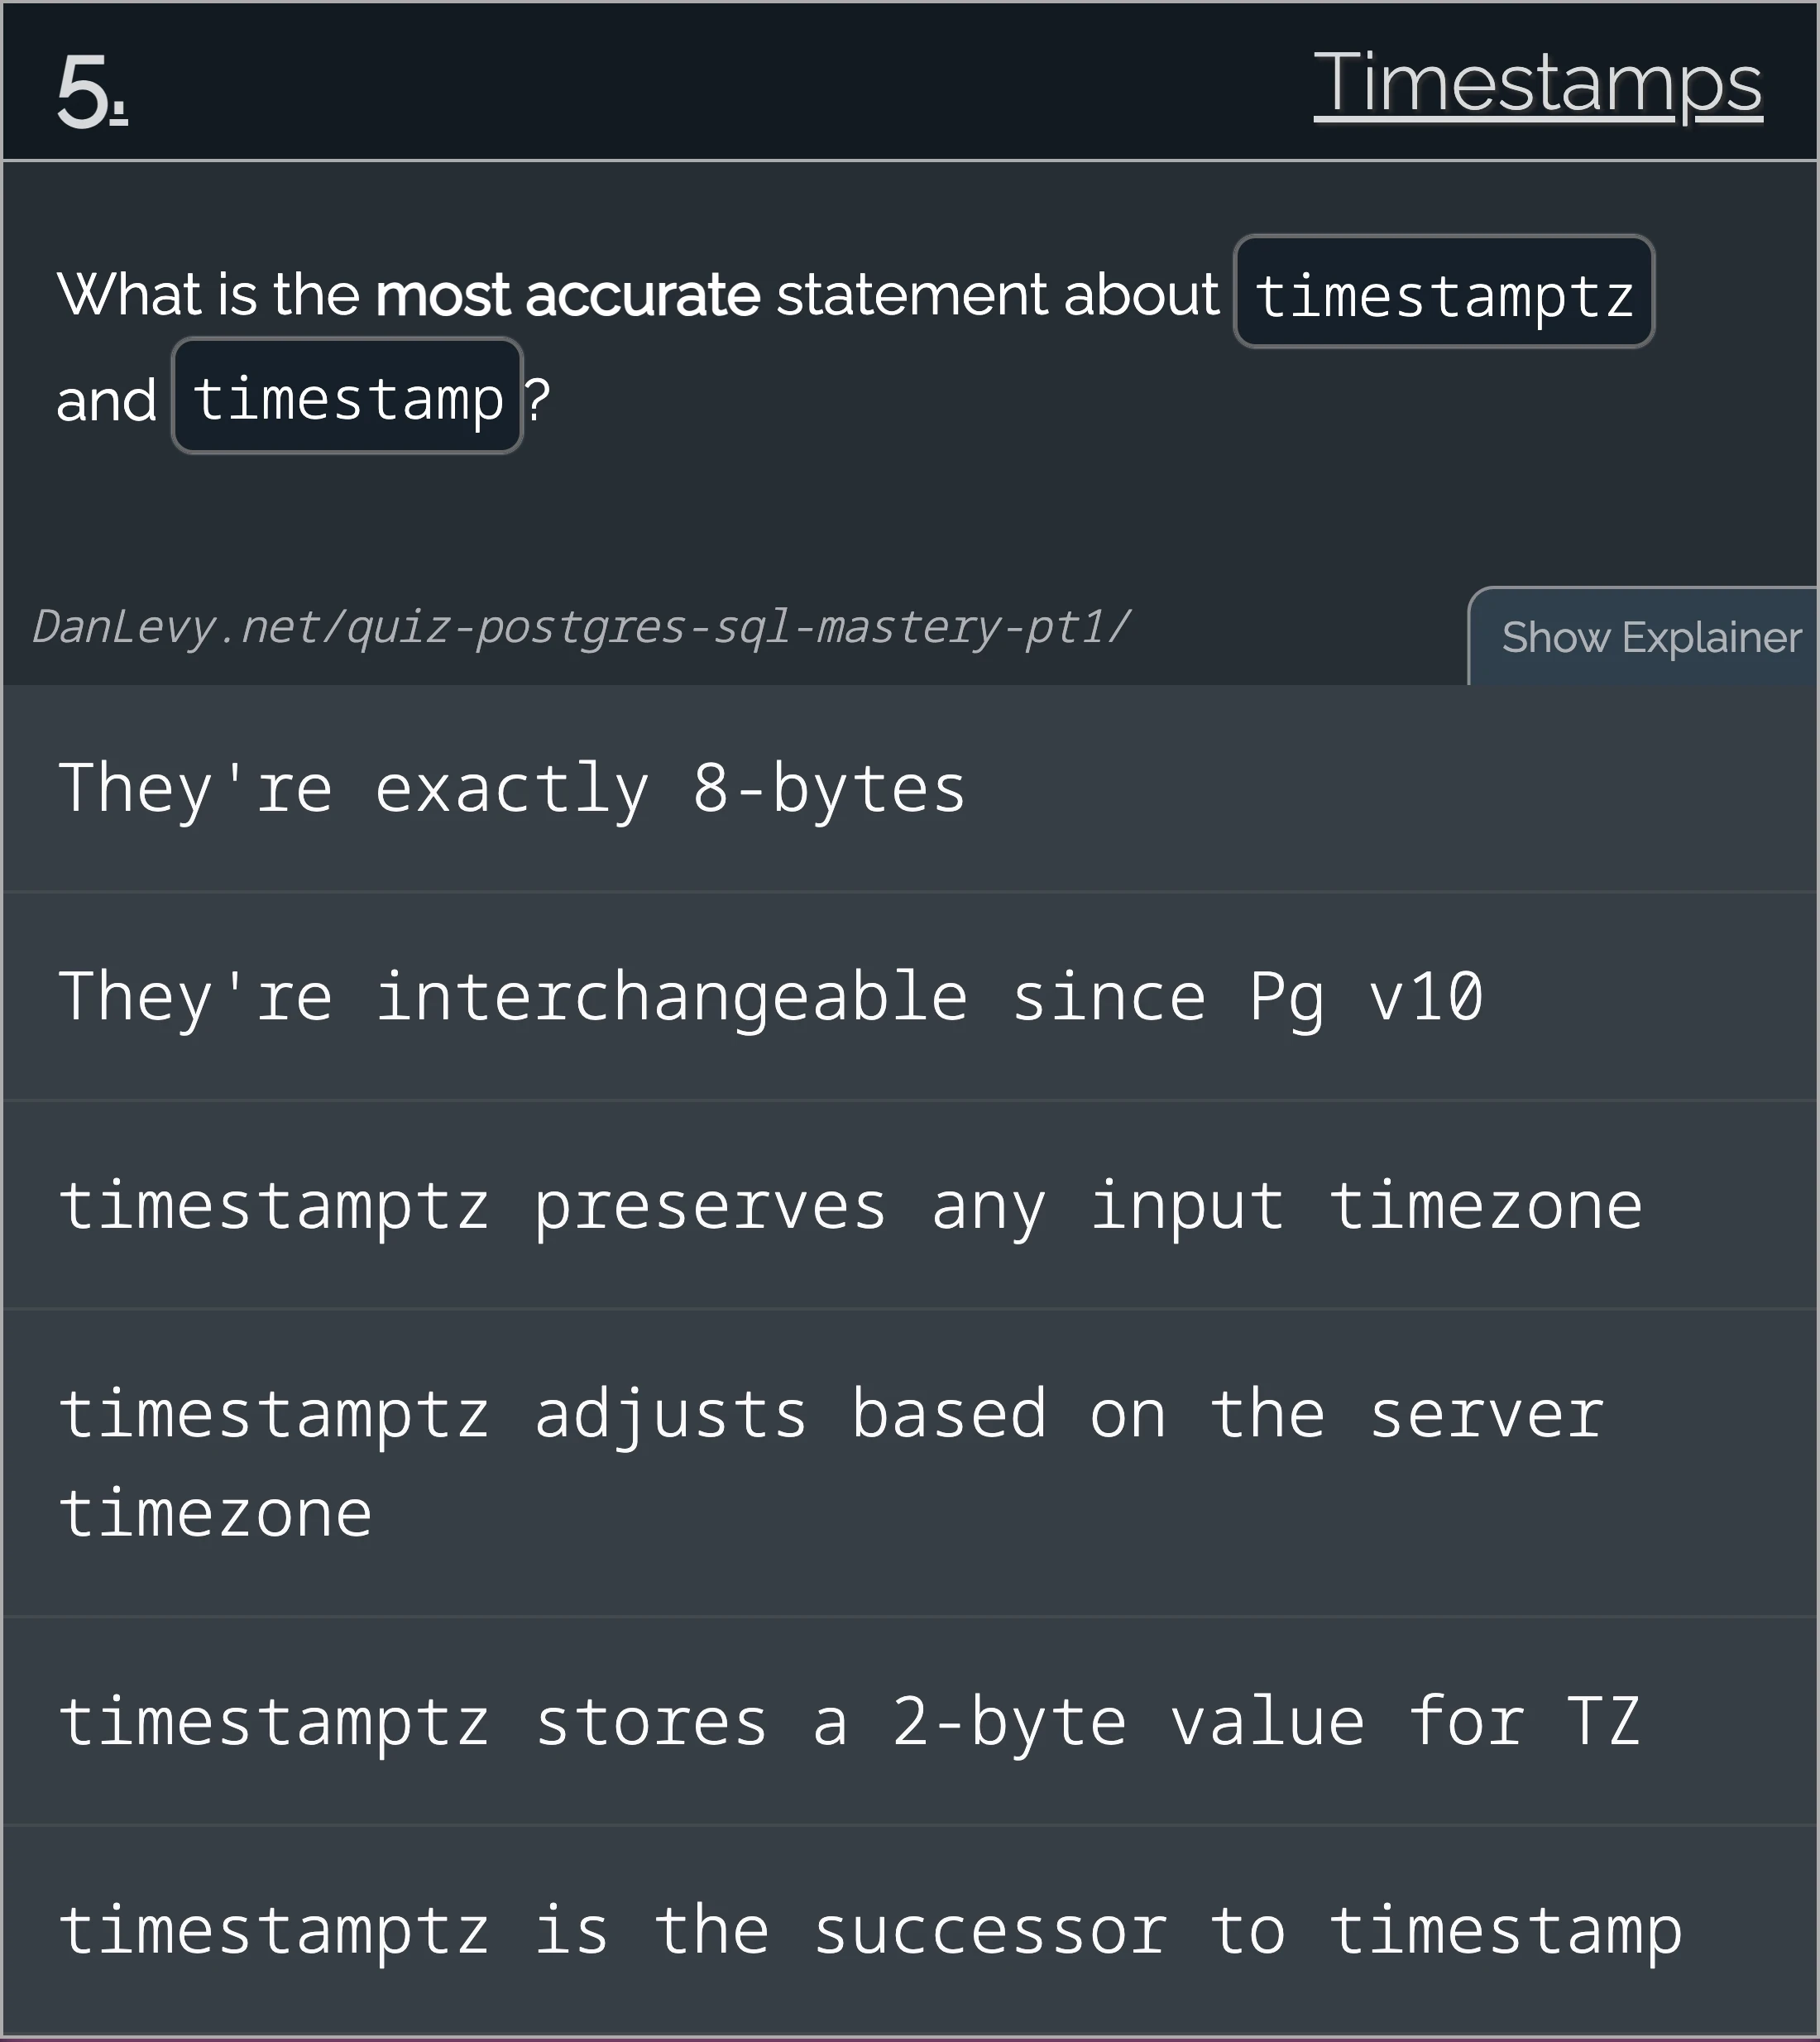 5.
Timestamps
What is the most accurate statement about timestamptz
and timestamp?
DanLevy.net/quiz-postgres-sql-mastery-pt1/
Show Explainer
They're exactly 8-bytes
They're interchangeable since Pg v10
timestamptz preserves any input timezone
timestamptz adjusts based on the server
timezone
timestamptz stores a 2-byte value for TZ
timestamptz is the successor to timestamp